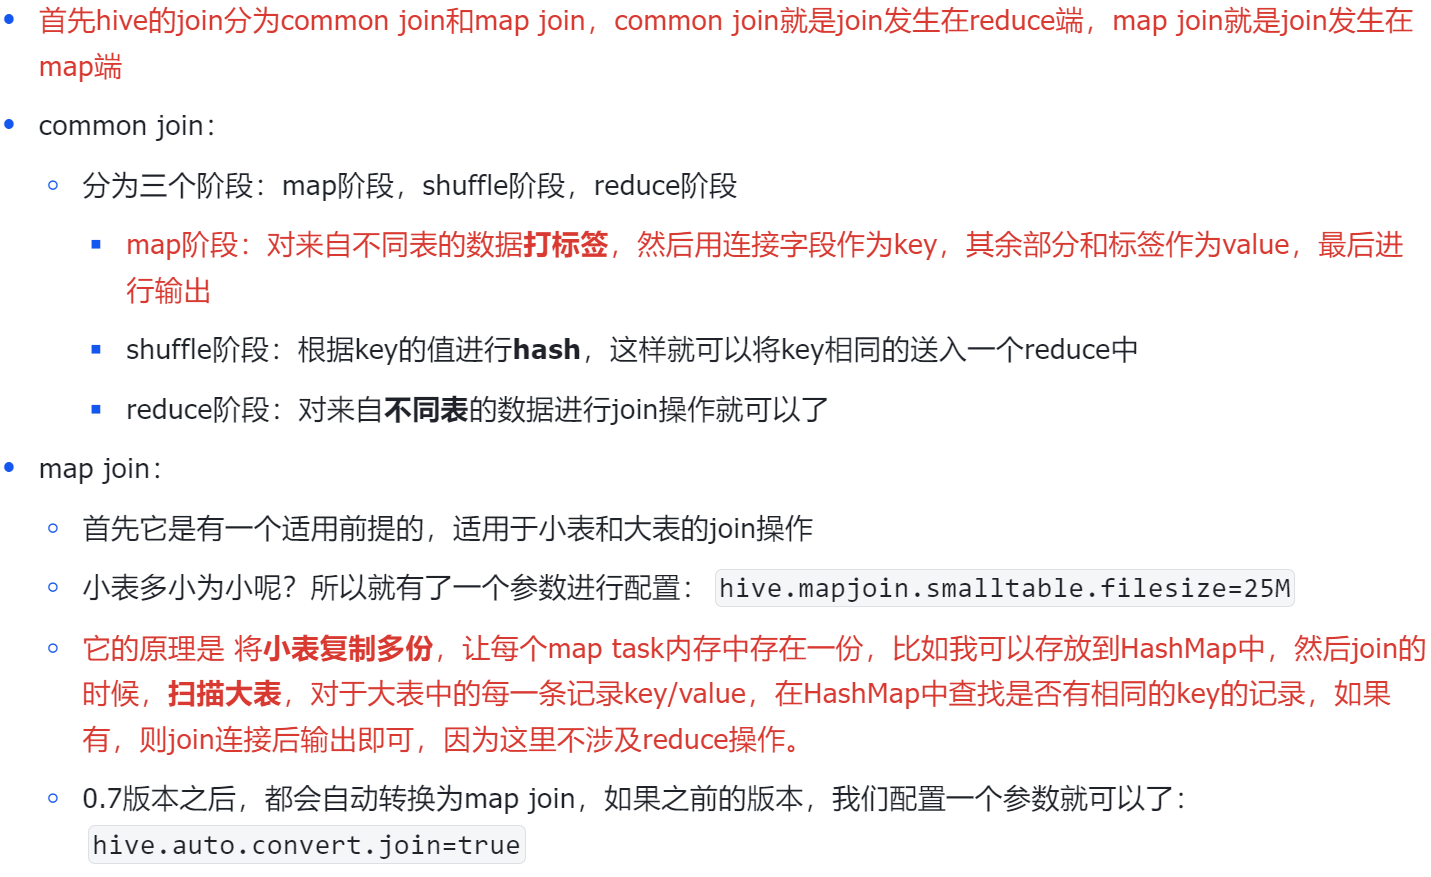 首先hive的join分为common join和map join，common join就是join发生在reduce端，map join就是join发生在
map端
common join：
分为三个阶段：map阶段，shuffle阶段，reduce阶段
map阶段：对来自不同表的数据打标签，然后用连接字段作为key，其余部分和标签作为value，最后进
行输出
shuffle阶段：根据key的值进行hash，这样就可以将key相同的送入一个reduce中
reduce阶段：对来自不同表的数据进行join操作就可以了
map join：
首先它是有一个适用前提的，适用于小表和大表的join操作
小表多小为小呢？所以就有了一个参数进行配置： hive.mapjoin.smalltable.filesize=25M
它的原理是 将小表复制多份，让每个map task内存中存在一份，比如我可以存放到HashMap中，然后join的
时候，扫描大表，对于大表中的每一条记录key/value，在HashMap中查找是否有相同的key的记录，如果
有，则join连接后输出即可，因为这里不涉及reduce操作。
0.7版本之后，都会自动转换为map join，如果之前的版本，我们配置一个参数就可以了：
hive.auto.convert.join=true